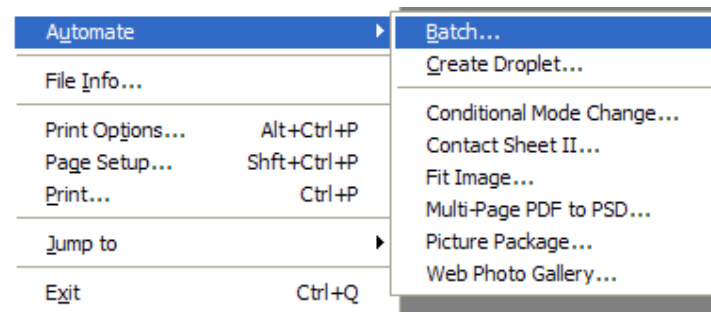 Automate
File Info...
Print Options... Alt+Ctrl+P
Page Setup... Shft+Ctrl+P
Print... Ctrl+P
Jump to
Exit Ctrl+Q
Batch...
Create Droplet...
Conditional Mode Change...
Contact Sheet II...
Fit Image...
Multi-Page PDF to PSD...
Picture Package...
Web Photo Gallery...